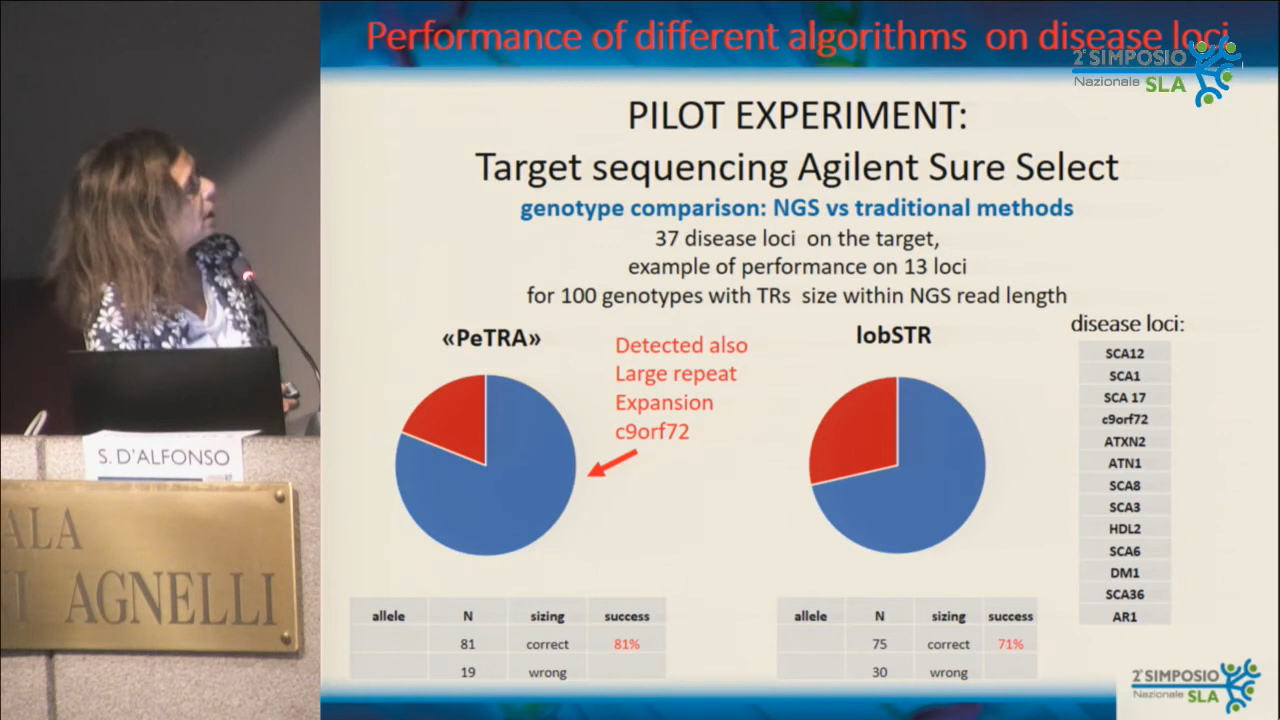 Performance of different algorithms on disease loci
2°SIMPOSIO
Nazionale SLA
PILOT EXPERIMENT:
Target sequencing Agilent Sure Select
genotype comparison: NGS vs traditional methods
37 disease loci on the target,
example of performance on 13 loci
for 100 genotypes with TRs size within NGS read length
«PeTRA»
Detected also
Large repeat
Expansion
c9orf72
lobSTR
disease loci:
SCA12
SCA1
SCA 17
c9orf72
ATXN2
ATN1
SCA8
SCA3
HDL2
SCA6
DM1
SCA36
AR1
allele N sizing success
81 correct 81%
19 wrong
allele N sizing success
75 correct 71%
30 wrong
2°SIMPOSIO
Nazionale SLA
S. D'ALFONSO
ALA
I AGNELLI